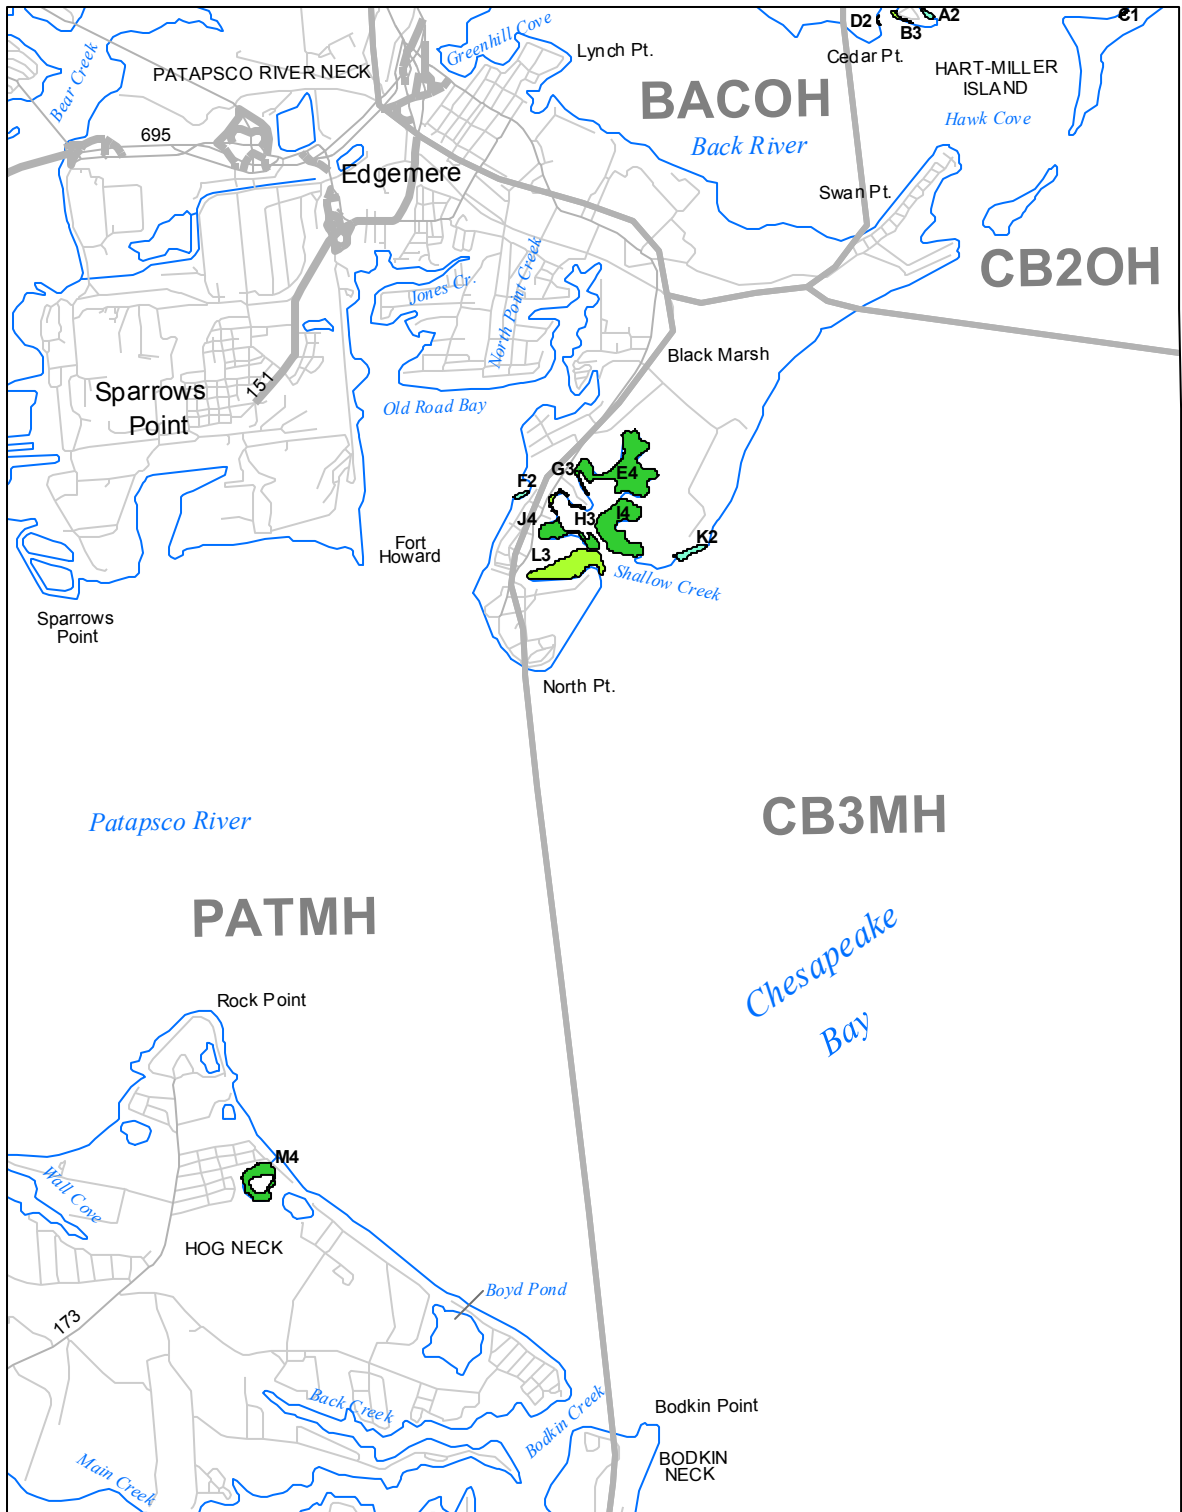 D2
A2
B3
C1
Greenhill Cove
Lynch Pt.
Cedar Pt.
HART-MILLER
ISLAND
Bear Creek
PATAPSCO RIVER NECK
BACOH
Hawk Cove
695
Back River
Edgemere
Swan Pt.
CB2OH
Jones Cr.
North Point Creek
Black Marsh
Sparrows
Point
151
Old Road Bay
G3
E4
F2
J4
H3
I4
K2
L3
Fort
Howard
Shallow Creek
Sparrows
Point
North Pt.
Patapsco River
CB3MH
PATMH
Chesapeake
Bay
Rock Point
M4
Wall Cove
HOG NECK
Boyd Pond
173
Back Creek
Bodkin Creek
Bodkin Point
Main Creek
BODKIN
NECK